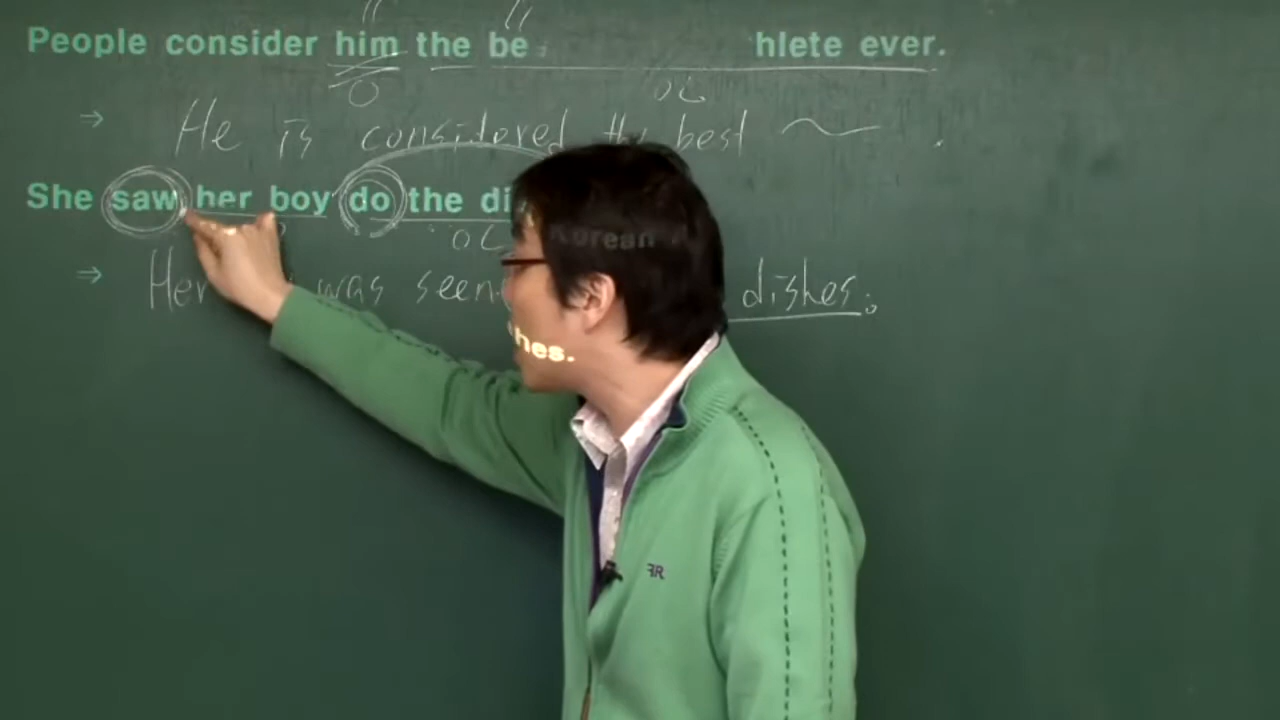 People consider him the be hlete ever.
O OC
⇒ He is considered the best ~ .
She saw her boy do the di
OC
⇒ Her was seen dishes.
Korean
hes.
FR